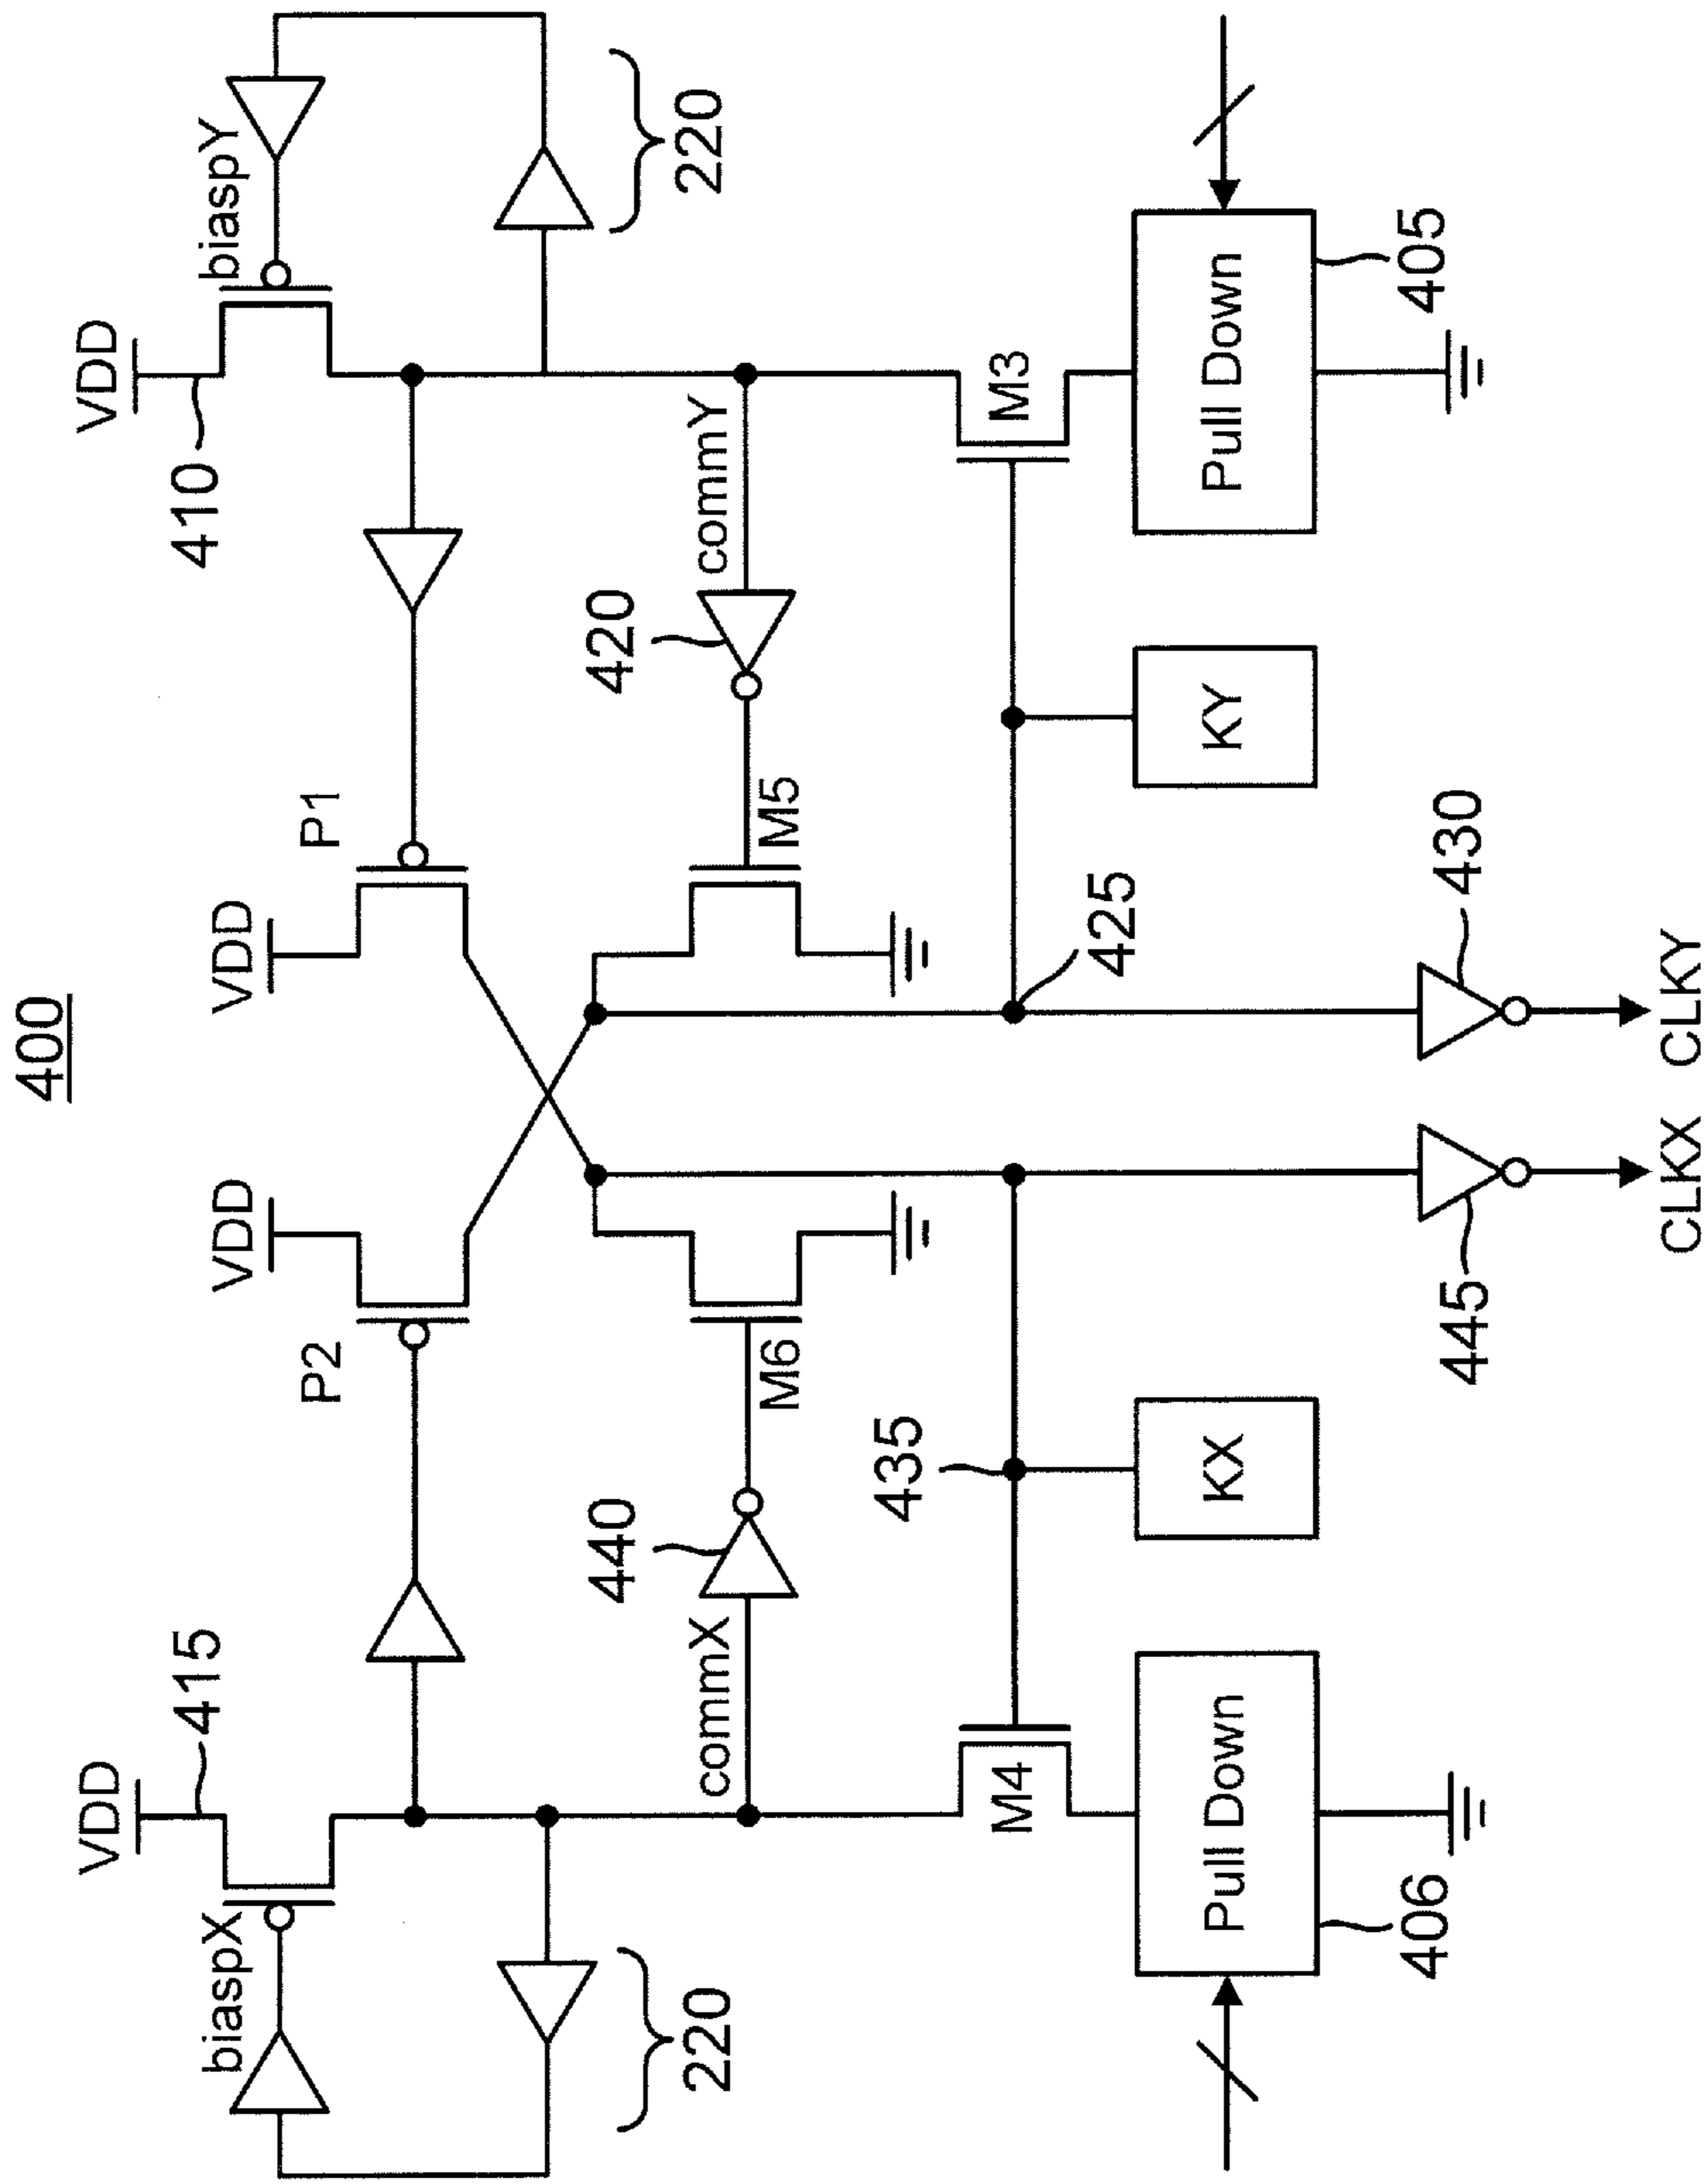 400
VDD
410
biaspY
220
VDD
P1
commY
420
M5
M3
Pull Down
405
KY
425
430
CLKY
VDD
P2
M6
440
commX
435
KX
445
CLKX
VDD
415
biaspX
220
M4
Pull Down
406